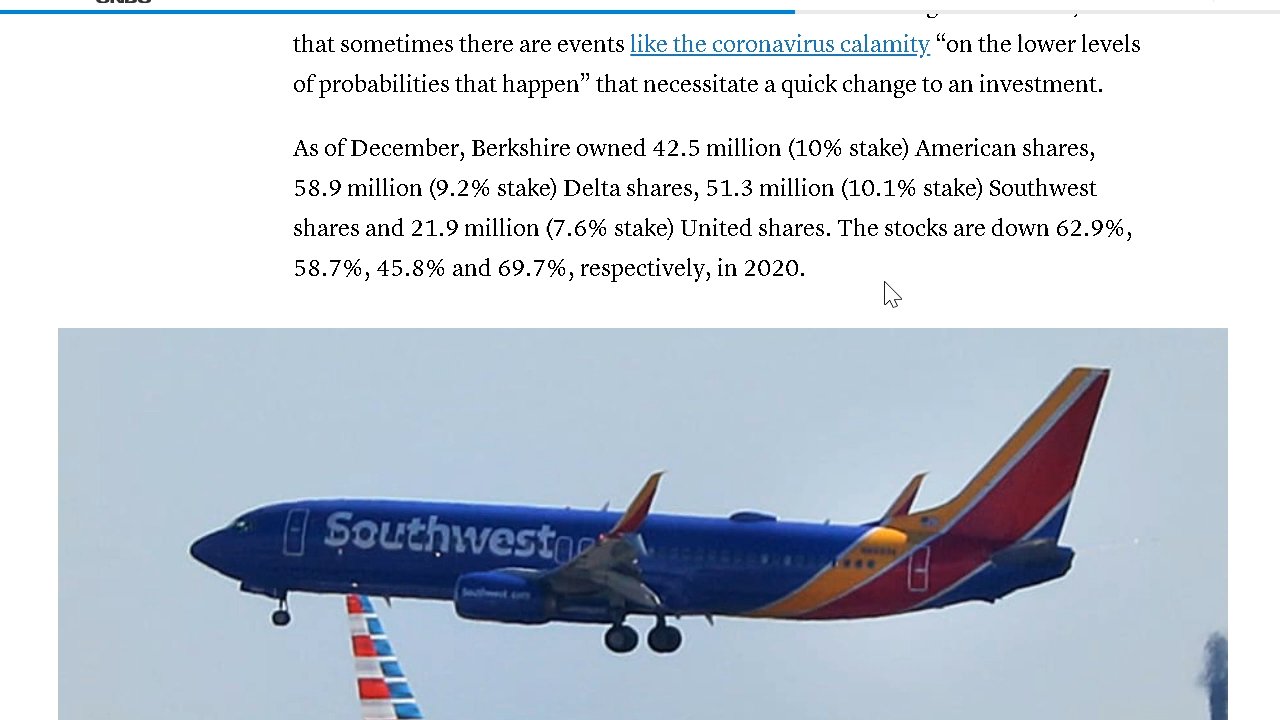 that sometimes there are events like the coronavirus calamity “on the lower levels
of probabilities that happen” that necessitate a quick change to an investment.
As of December, Berkshire owned 42.5 million (10% stake) American shares,
58.9 million (9.2% stake) Delta shares, 51.3 million (10.1% stake) Southwest
shares and 21.9 million (7.6% stake) United shares. The stocks are down 62.9%,
58.7%, 45.8% and 69.7%, respectively, in 2020.
Southwest
Southwest.com